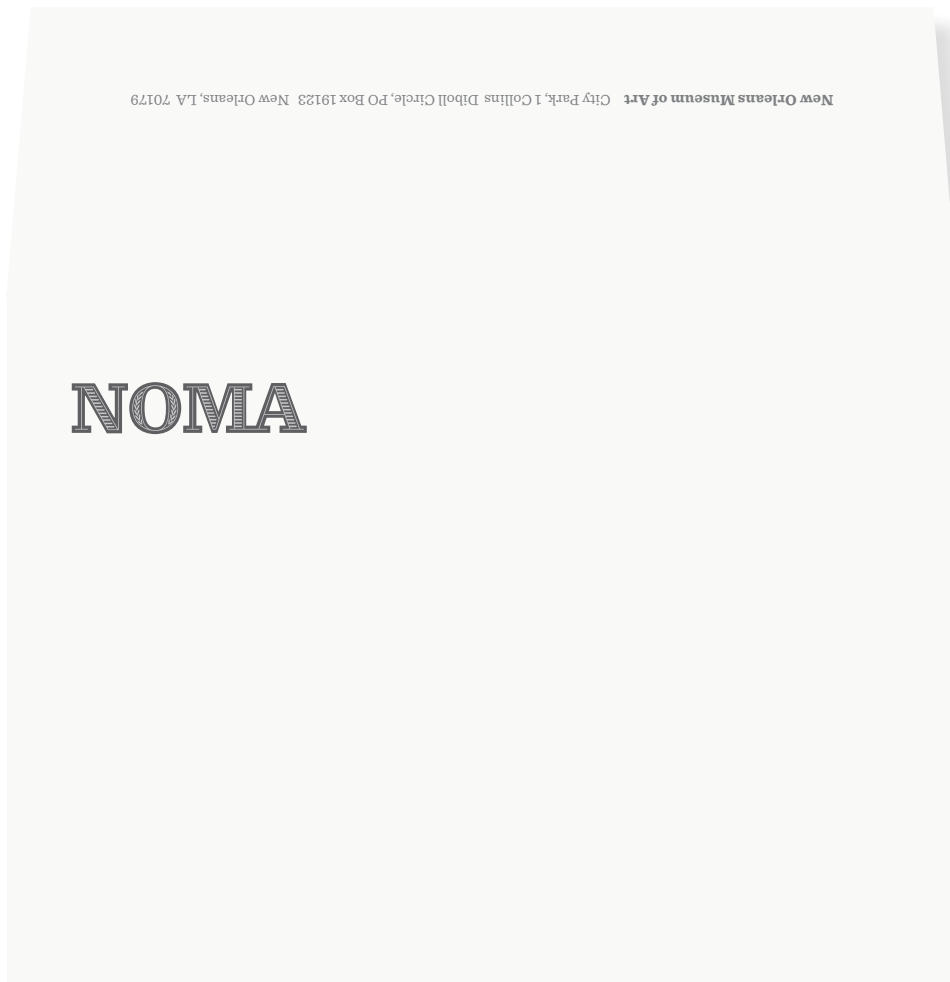 New Orleans Museum of Art City Park, 1 Collins Diboll Circle, PO Box 19123 New Orleans, LA 70179
NOMA